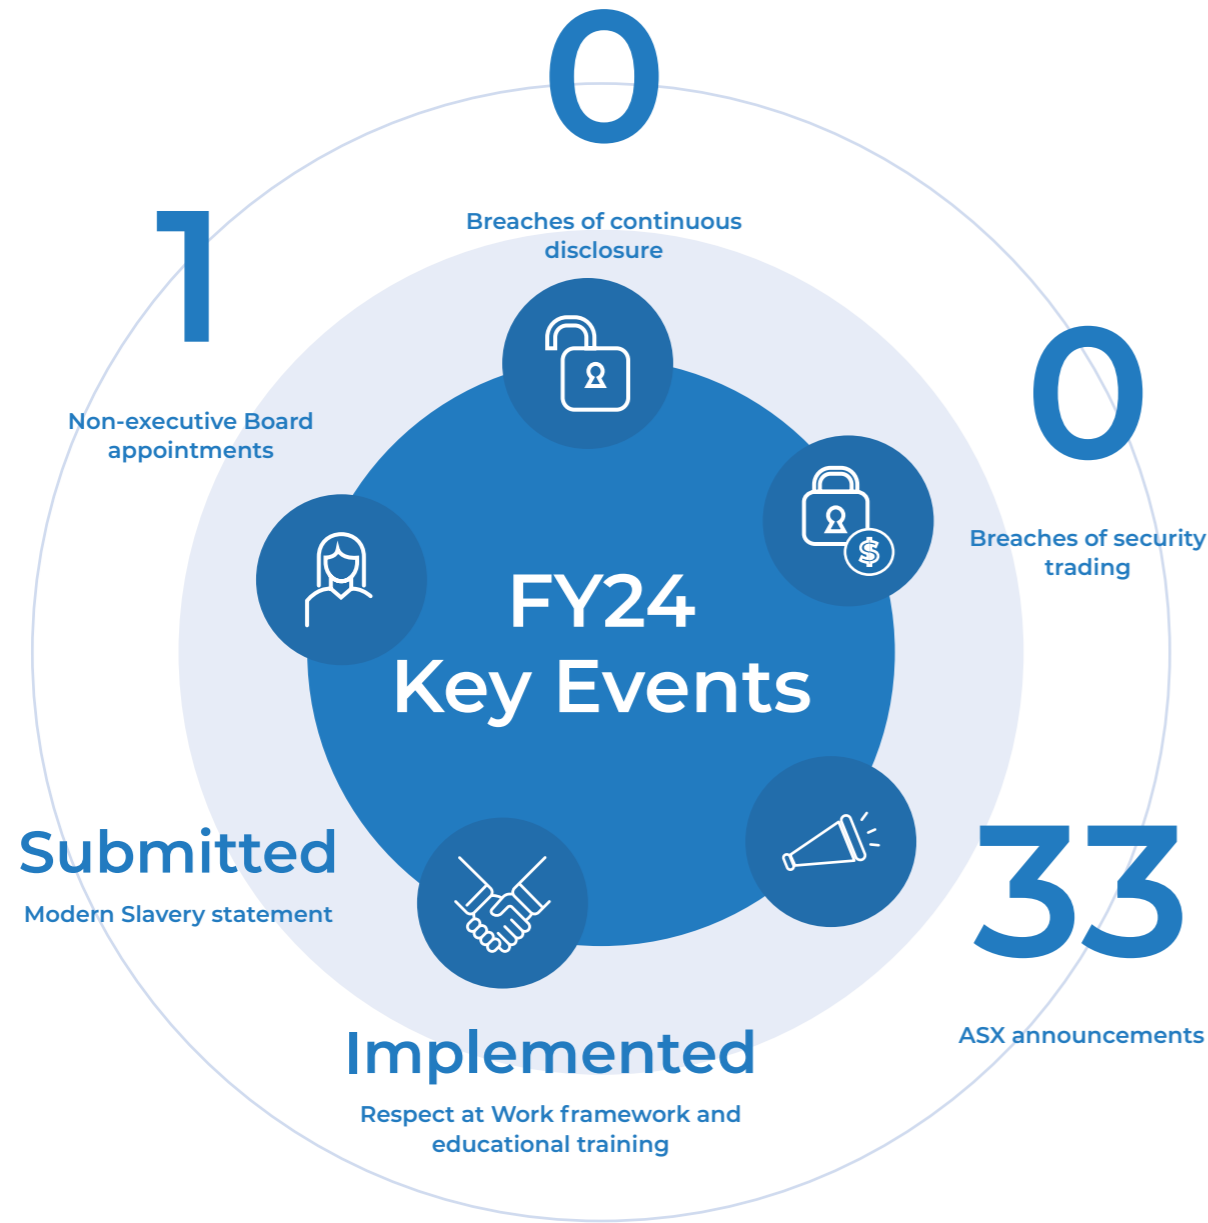 0
Breaches of continuous
disclosure
1
Non-executive Board
appointments
0
Breaches of security
trading
$
FY24
Key Events
Submitted
Modern Slavery statement
33
ASX announcements
Implemented
Respect at Work framework and
educational training